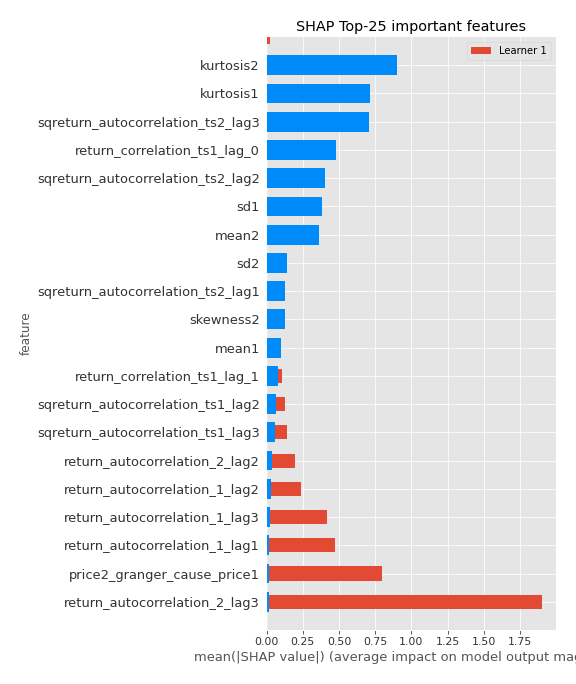 SHAP Top-25 important features
Learner 1
kurtosis2
kurtosis1
sqreturn_autocorrelation_ts2_lag3
return_correlation_ts1_lag_0
sqreturn_autocorrelation_ts2_lag2
sd1
mean2
sd2
sqreturn_autocorrelation_ts2_lag1
skewness2
mean1
return_correlation_ts1_lag_1
sqreturn_autocorrelation_ts1_lag2
sqreturn_autocorrelation_ts1_lag3
return_autocorrelation_2_lag2
return_autocorrelation_1_lag2
return_autocorrelation_1_lag3
return_autocorrelation_1_lag1
price2_granger_cause_price1
return_autocorrelation_2_lag3
feature
0.00 0.25 0.50 0.75 1.00 1.25 1.50 1.75
mean(|SHAP value|) (average impact on model output mag